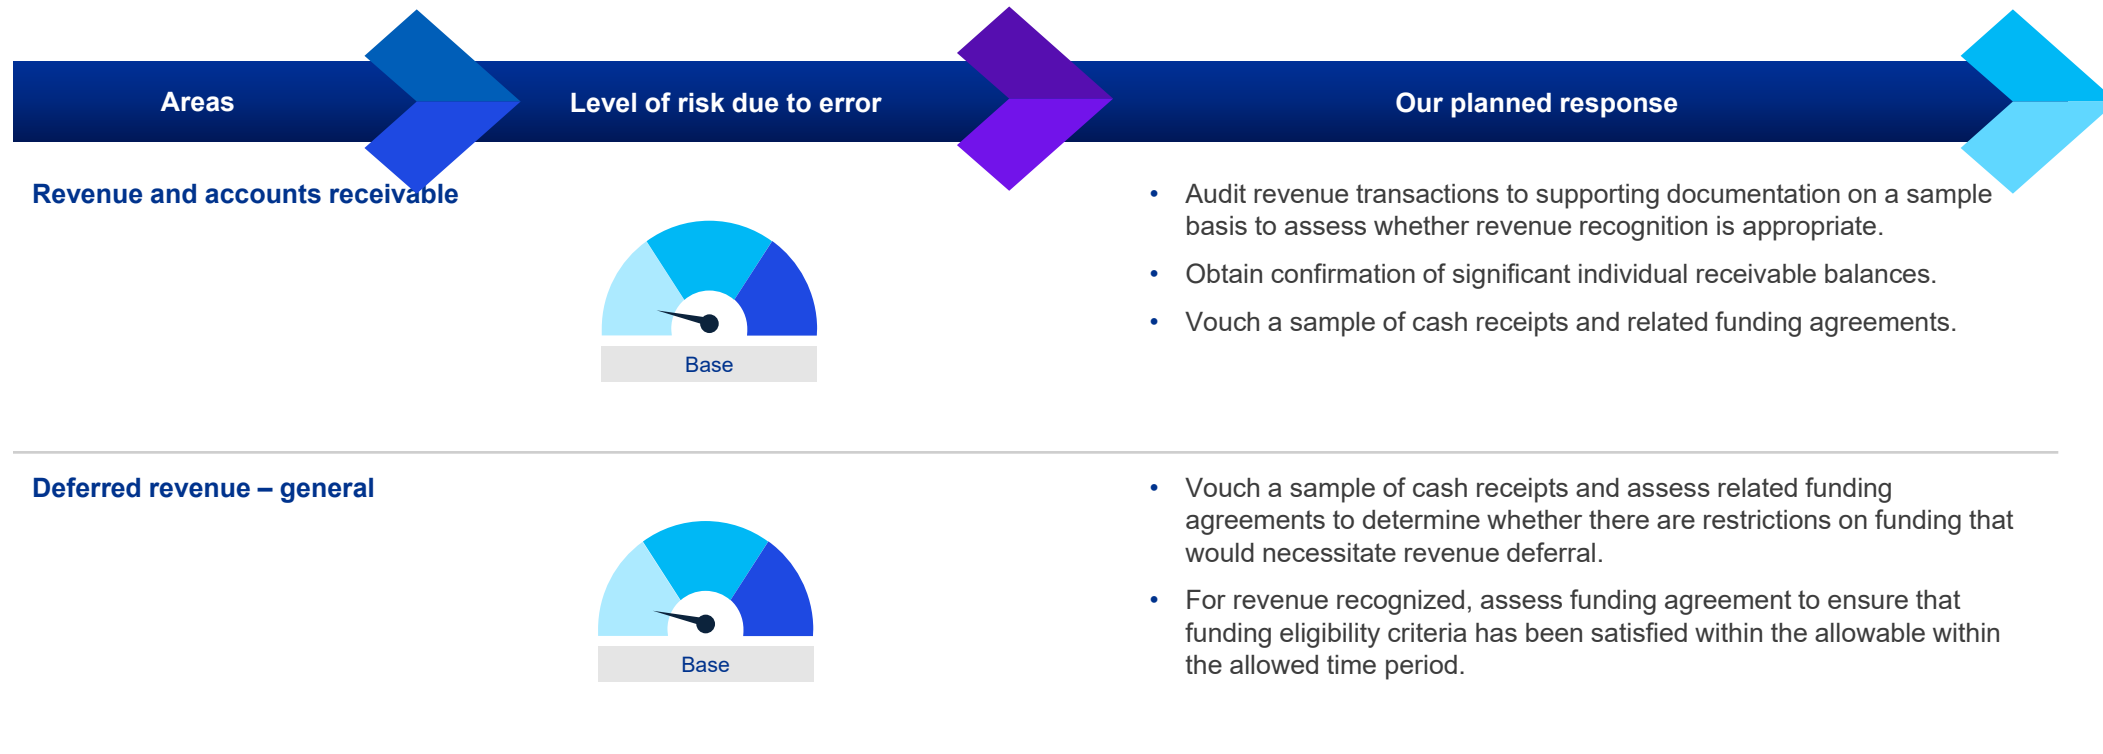 Areas
Level of risk due to error
Our planned response
Revenue and accounts receivable
Base
• Audit revenue transactions to supporting documentation on a sample
basis to assess whether revenue recognition is appropriate.
• Obtain confirmation of significant individual receivable balances.
• Vouch a sample of cash receipts and related funding agreements.
Deferred revenue – general
Base
• Vouch a sample of cash receipts and assess related funding
agreements to determine whether there are restrictions on funding that
would necessitate revenue deferral.
• For revenue recognized, assess funding agreement to ensure that
funding eligibility criteria has been satisfied within the allowable within
the allowed time period.